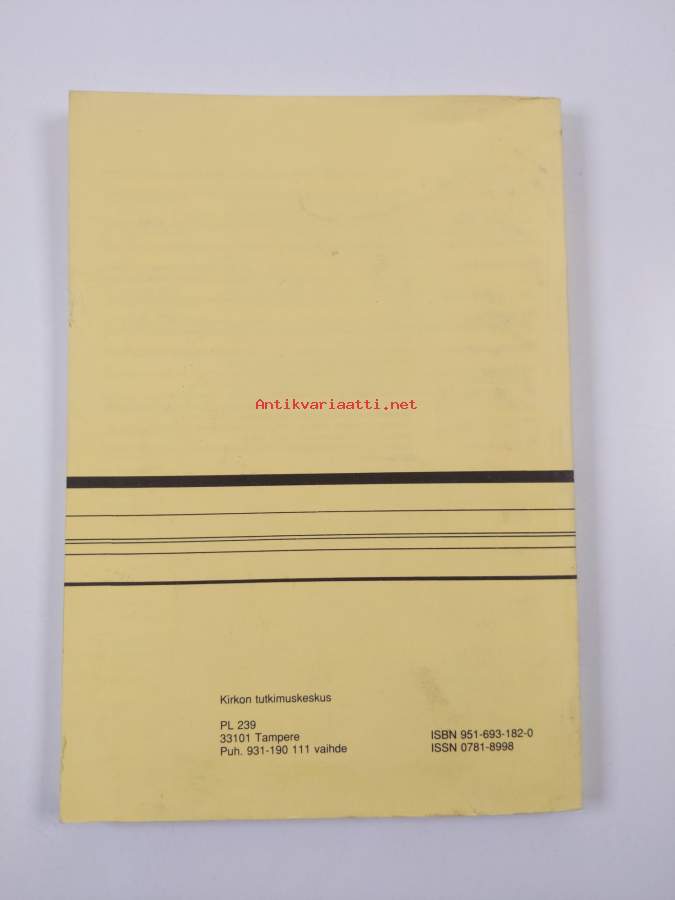 Antikvariaatti.net
Kirkon tutkimuskeskus
PL 239
33101 Tampere
Puh. 931-190 111 vaihde
ISBN 951-693-182-0
ISSN 0781-8998